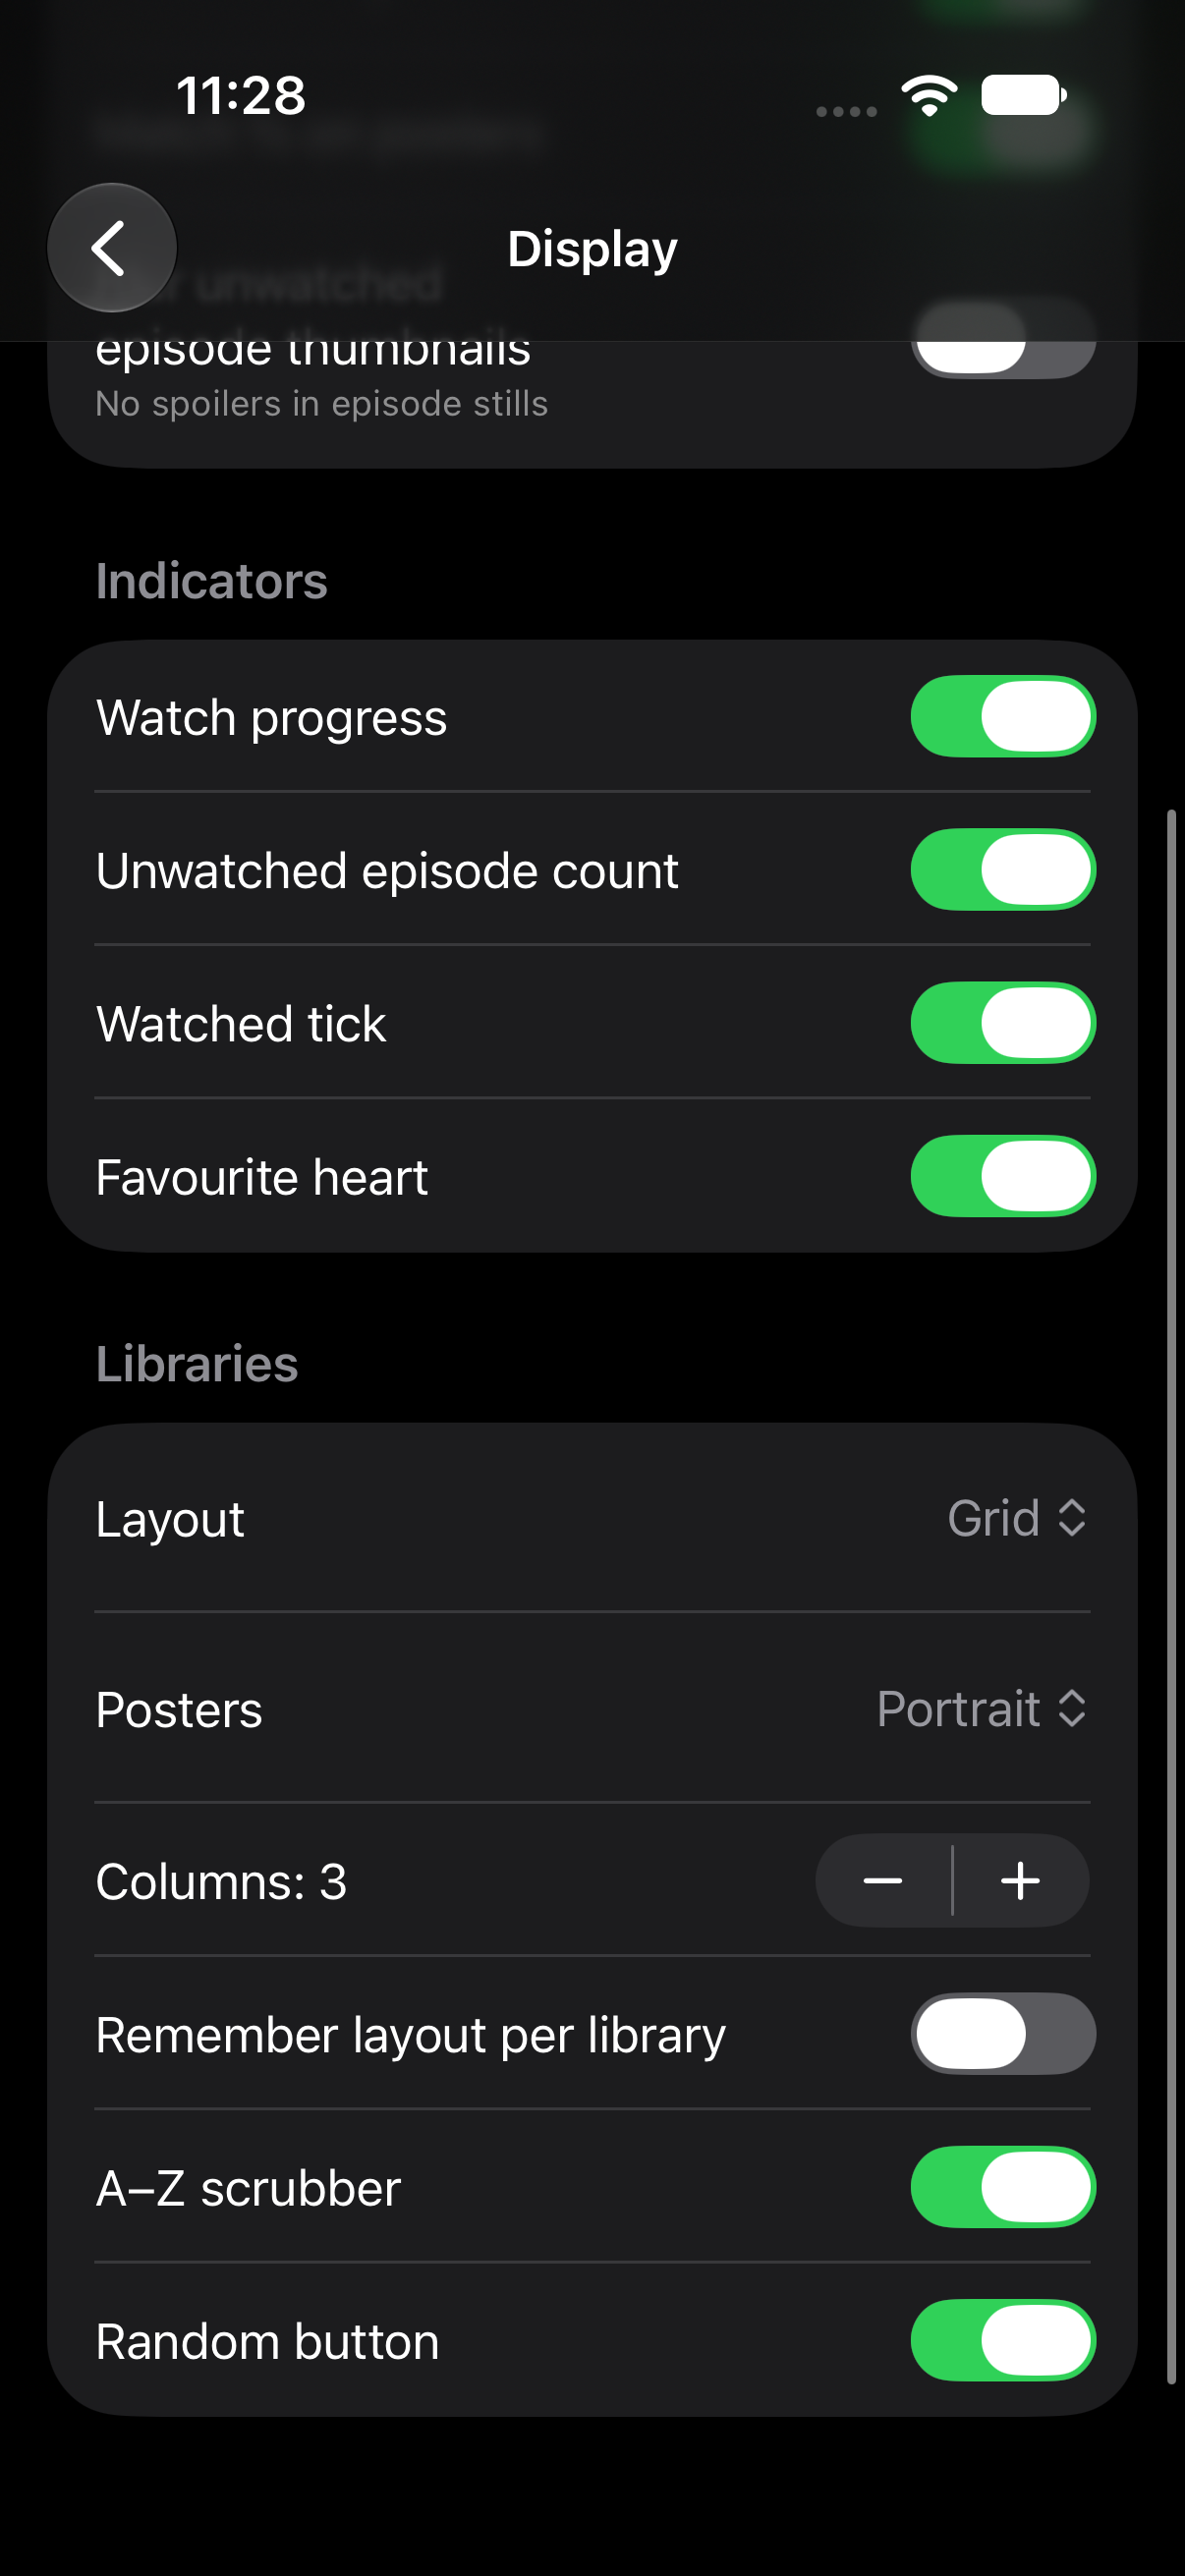 11:28
Display
unwatched
episode thumbnails
No spoilers in episode stills
Indicators
Watch progress
Unwatched episode count
Watched tick
Favourite heart
Libraries
Layout
Grid
Posters
Portrait
Columns: 3
Remember layout per library
A–Z scrubber
Random button